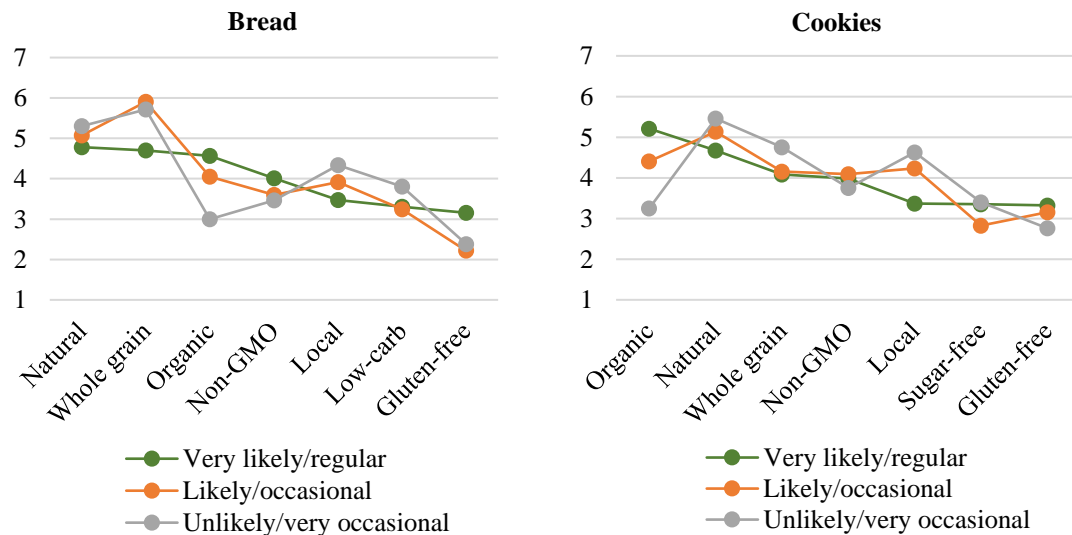 Bread
7
6
5
4
3
2
1
Natural
Whole grain
Organic
Non-GMO
Local
Low-carb
Gluten-free
Very likely/regular
Likely/occasional
Unlikely/very occasional
Cookies
7
6
5
4
3
2
1
Organic
Natural
Whole grain
Non-GMO
Local
Sugar-free
Gluten-free
Very likely/regular
Likely/occasional
Unlikely/very occasional